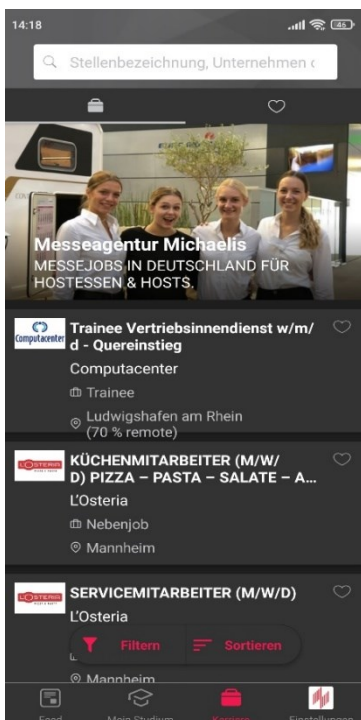 14:18
46
Stellenbezeichnung, Unternehmen
Messeagentur Michaelis
MESSEJOBS IN DEUTSCHLAND FÜR
HOSTESSEN & HOSTS.
Computacenter
Trainee Vertriebsinnendienst w/m/
d - Quereinstieg
Computacenter
Trainee
Ludwigshafen am Rhein
(70 % remote)
L'OSTERIA
KÜCHENMITARBEITER (M/W/
D) PIZZA – PASTA – SALATE – A...
L'Osteria
Nebenjob
Mannheim
L'OSTERIA
SERVICEMITARBEITER (M/W/D)
L'Osteria
Filtern
Sortieren
Mannheim
Feed
Mein Studium
Karriere
Einstellungen